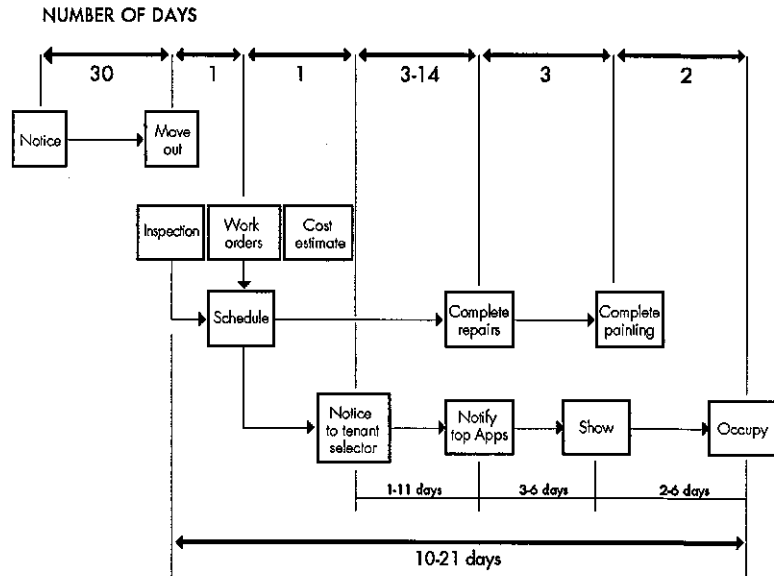 NUMBER OF DAYS
30 1 1 3-14 3 2
Notice
Move
out
Inspection
Work
orders
Cost
estimate
Schedule
Complete
repairs
Complete
painting
Notice
to tenant
selector
Notify
top Apps
Show
Occupy
1-11 days 3-6 days 2-6 days
10-21 days